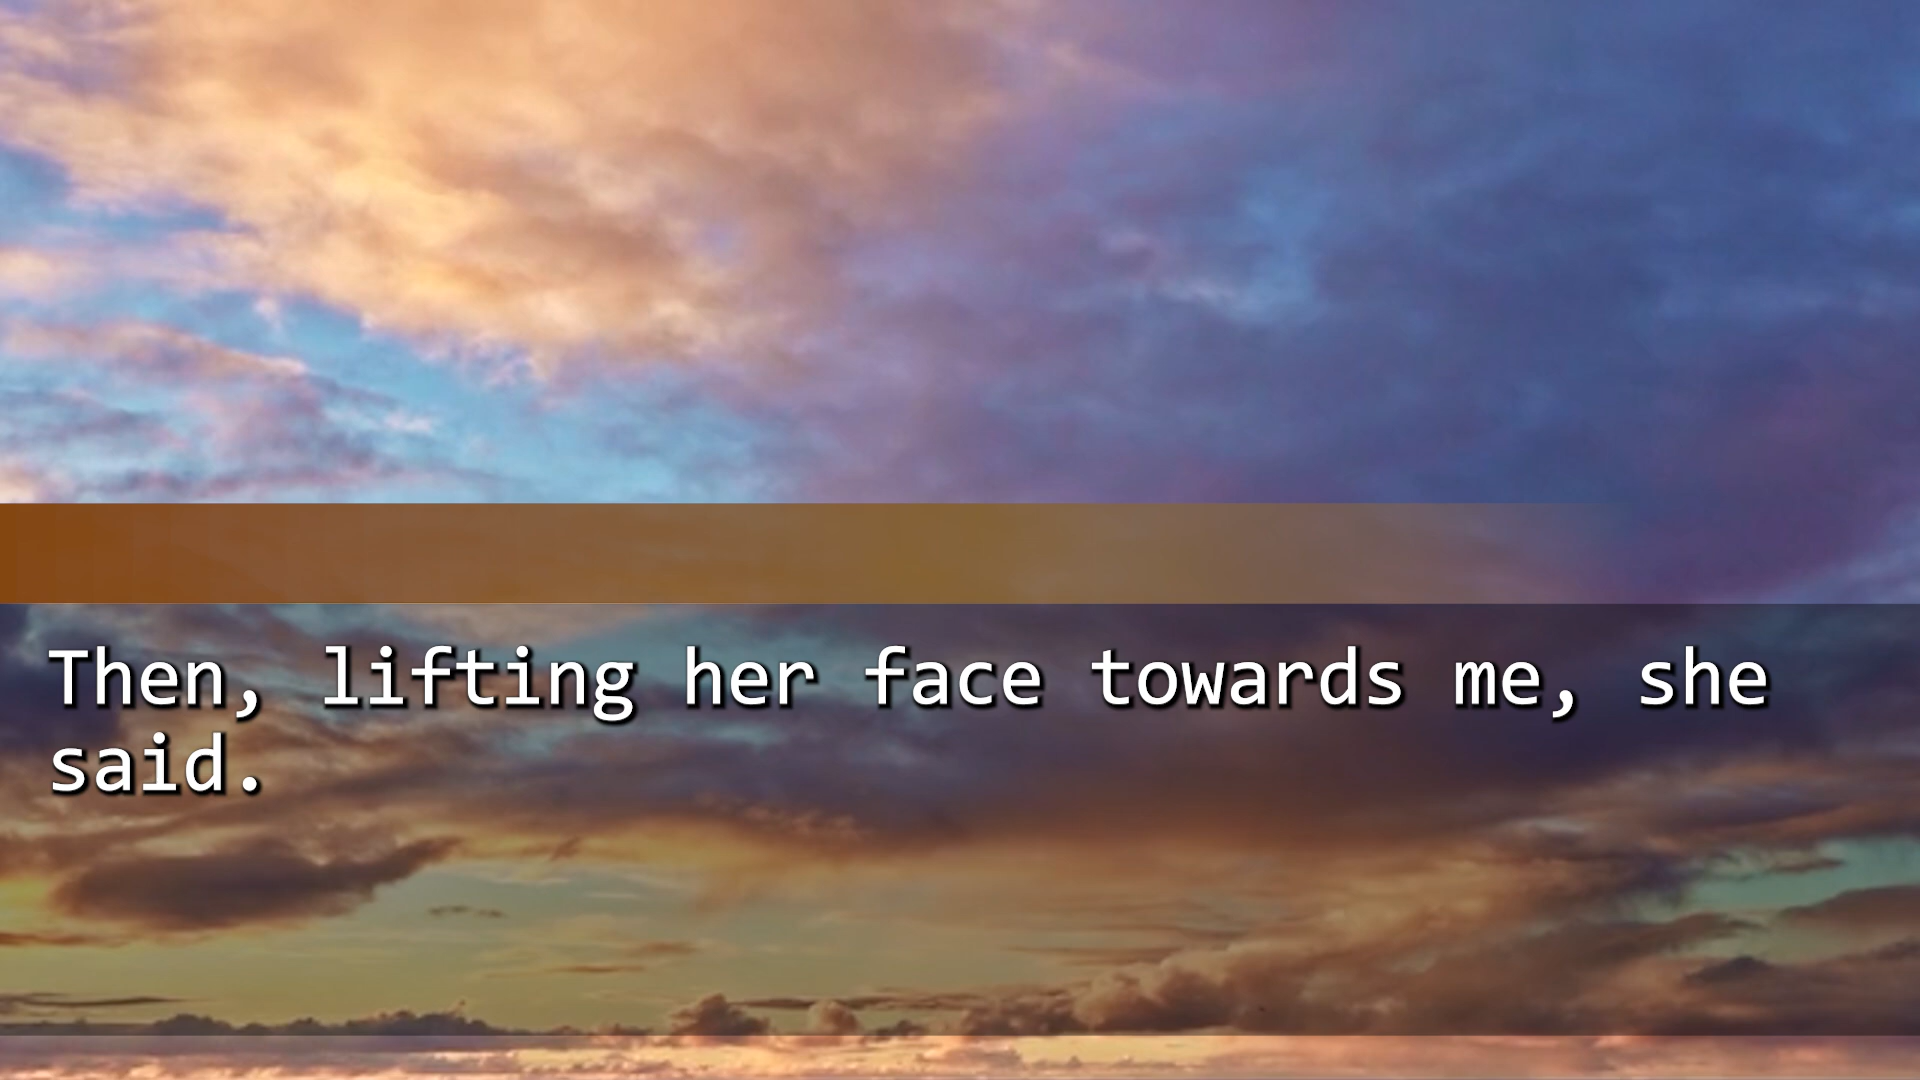 Then, lifting her face towards me, she
said.